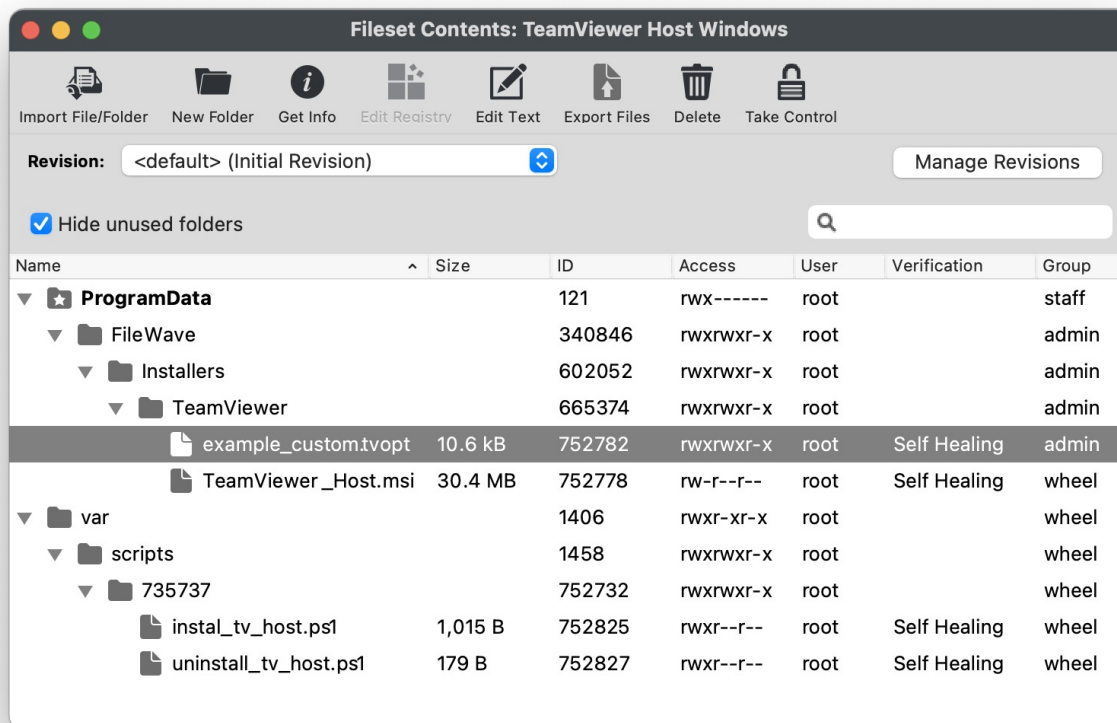 Fileset Contents: TeamViewer Host Windows
Import File/Folder New Folder Get Info Edit Registry Edit Text Export Files Delete Take Control
Revision: <default> (Initial Revision) Manage Revisions
Hide unused folders
Name Size ID Access User Verification Group
ProgramData 121 rwx------ root staff
FileWave 340846 rwxrwxr-x root admin
Installers 602052 rwxrwxr-x root admin
TeamViewer 665374 rwxrwxr-x root admin
example_custom.tvopt 10.6 kB 752782 rwxrwxr-x root Self Healing admin
TeamViewer_Host.msi 30.4 MB 752778 rw-r--r-- root Self Healing wheel
var 1406 rwxr-xr-x root wheel
scripts 1458 rwxrwxr-x root wheel
735737 752732 rwxrwxr-x root wheel
instal_tv_host.ps1 1,015 B 752825 rwxr--r-- root Self Healing wheel
uninstall_tv_host.ps1 179 B 752827 rwxr--r-- root Self Healing wheel